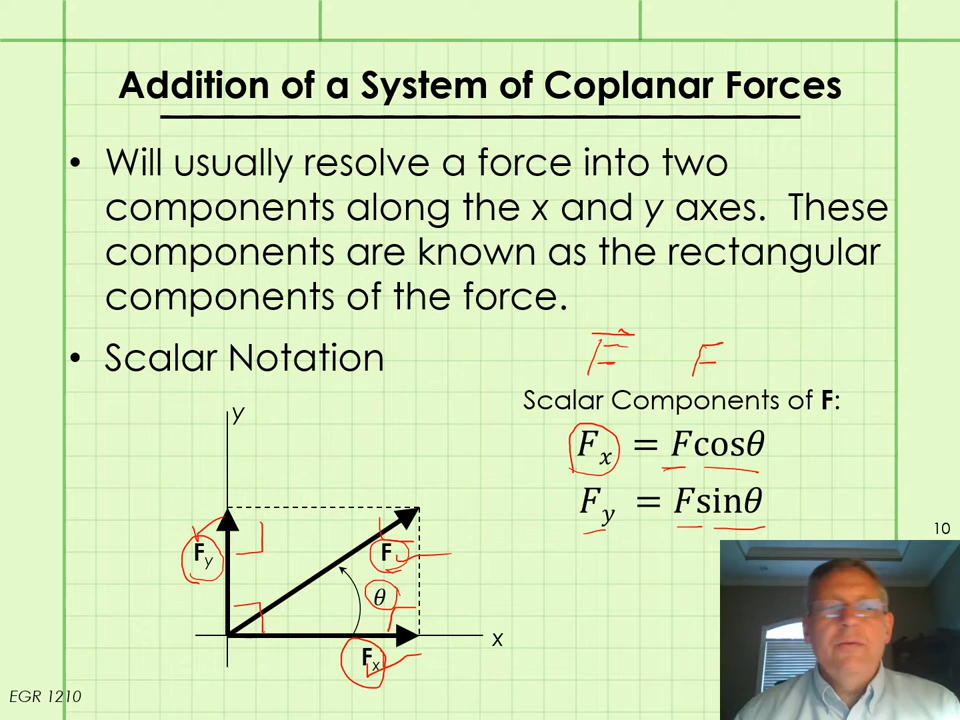 Addition of a System of Coplanar Forces
• Will usually resolve a force into two
components along the x and y axes. These
components are known as the rectangular
components of the force.
• Scalar Notation
F F
Scalar Components of F:
Fₓ = Fcosθ
F_y = Fsinθ
y
F_y
F
θ
x
Fₓ
10
EGR 1210